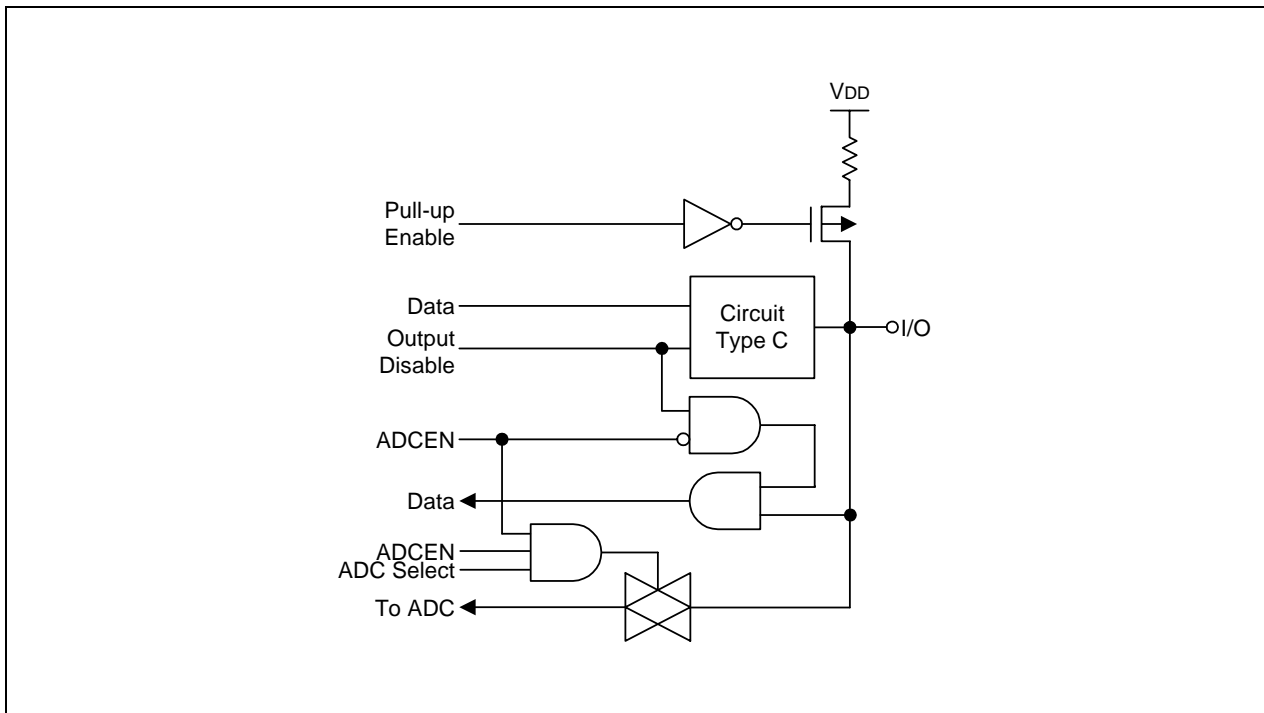 VDD
Pull-up
Enable
Data
Output
Disable
Circuit
Type C
I/O
ADCEN
Data
ADCEN
ADC Select
To ADC